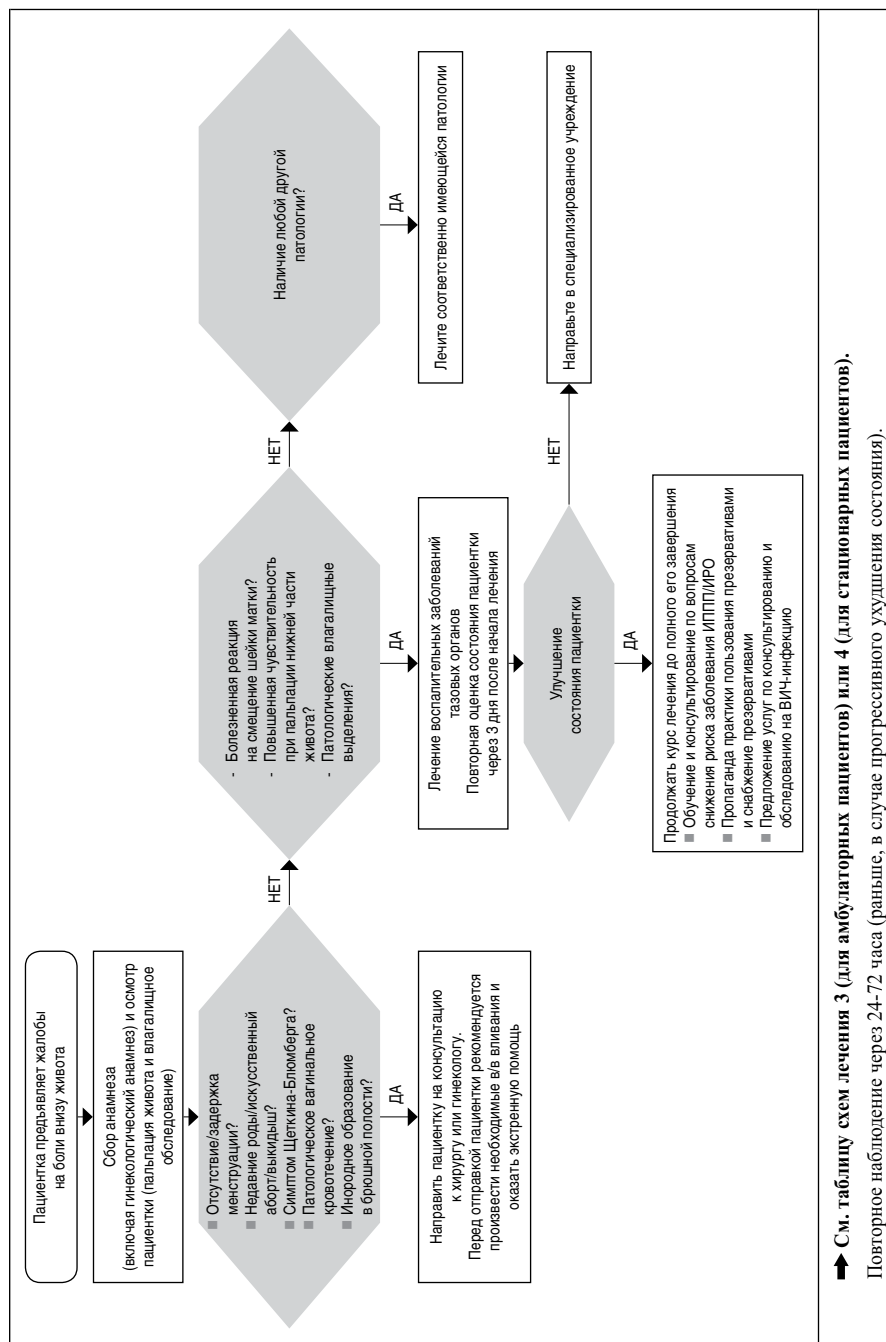 Пациентка предъявляет жалобы
на боли внизу живота
Сбор анамнеза
(включая гинекологический анамнез) и осмотр
пациентки (пальпация живота и влагалищное
обследование)
Отсутствие/задержка
менструации?
Недавние роды/искусственный
аборт/выкидыш?
Симптом Щеткина-Блюмберга?
Патологическое вагинальное
кровотечение?
Инородное образование
в брюшной полости?
ДА
Направить пациентку на консультацию
к хирургу или гинекологу.
Перед отправкой пациентки рекомендуется
произвести необходимые в/в вливания и
оказать экстренную помощь
НЕТ
- Болезненная реакция
на смещение шейки матки?
- Повышенная чувствительность
при пальпации нижней части
живота?
- Патологические влагалищные
выделения?
ДА
Лечение воспалительных заболеваний
тазовых органов
Повторная оценка состояния пациентки
через 3 дня после начала лечения
Улучшение
состояния пациентки
ДА
Продолжать курс лечения до полного его завершения
Обучение и консультирование по вопросам
снижения риска заболевания ИППП/ИРО
Пропаганда практики пользования презервативами
и снабжение презервативами
Предложение услуг по консультированию и
обследованию на ВИЧ-инфекцию
НЕТ
Наличие любой другой
патологии?
ДА
Лечите соответственно имеющейся патологии
НЕТ
Направьте в специализированное учреждение
➡ См. таблицу схем лечения 3 (для амбулаторных пациентов) или 4 (для стационарных пациентов).
Повторное наблюдение через 24-72 часа (раньше, в случае прогрессивного ухудшения состояния).